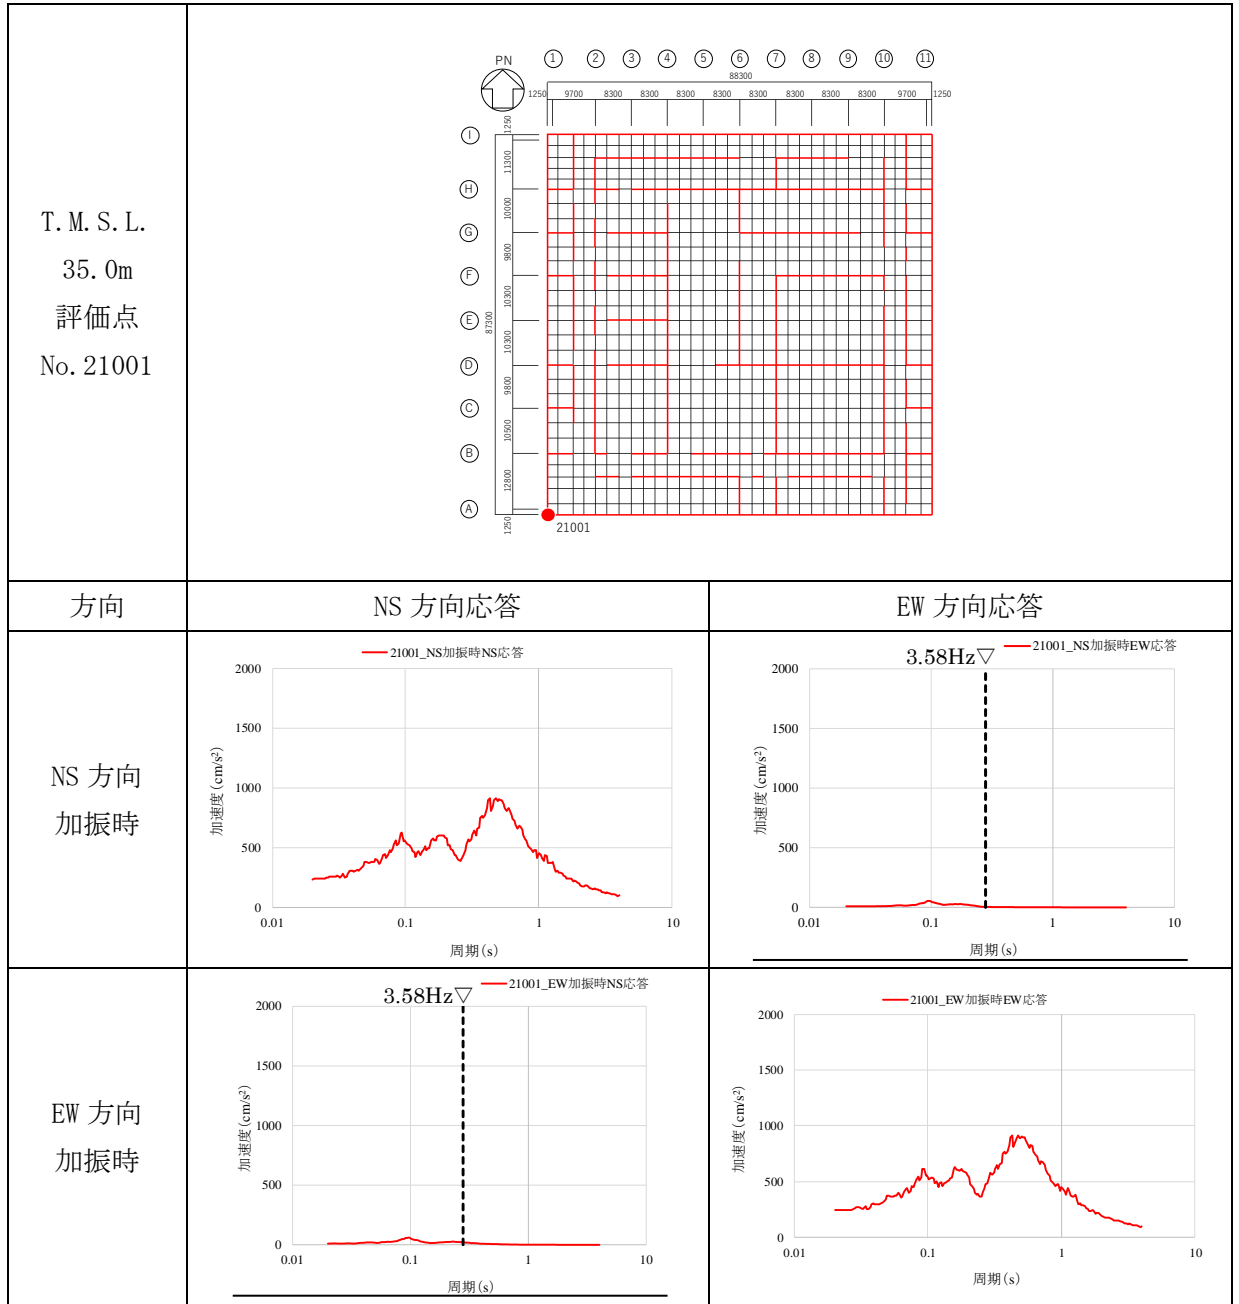 T.M.S.L.
35.0m
評価点
No.21001
PN
① ② ③ ④ ⑤ ⑥ ⑦ ⑧ ⑨ ⑩ ⑪
88300
1250 9700 8300 8300 8300 8300 8300 8300 8300 8300 9700 1250
Ⓘ
Ⓗ
Ⓖ
Ⓕ
Ⓔ
Ⓓ
Ⓒ
Ⓑ
Ⓐ
87300
1250
11300
10000
9800
10300
10300
9800
10500
12800
1250
21001
方向
NS 方向応答
EW 方向応答
NS 方向
加振時
21001_NS加振時NS応答
加速度(cm/s²)
2000
1500
1000
500
0
0.01 0.1 1 10
周期(s)
3.58Hz▽
21001_NS加振時EW応答
加速度(cm/s²)
2000
1500
1000
500
0
0.01 0.1 1 10
周期(s)
EW 方向
加振時
3.58Hz▽
21001_EW加振時NS応答
加速度(cm/s²)
2000
1500
1000
500
0
0.01 0.1 1 10
周期(s)
21001_EW加振時EW応答
加速度(cm/s²)
2000
1500
1000
500
0
0.01 0.1 1 10
周期(s)